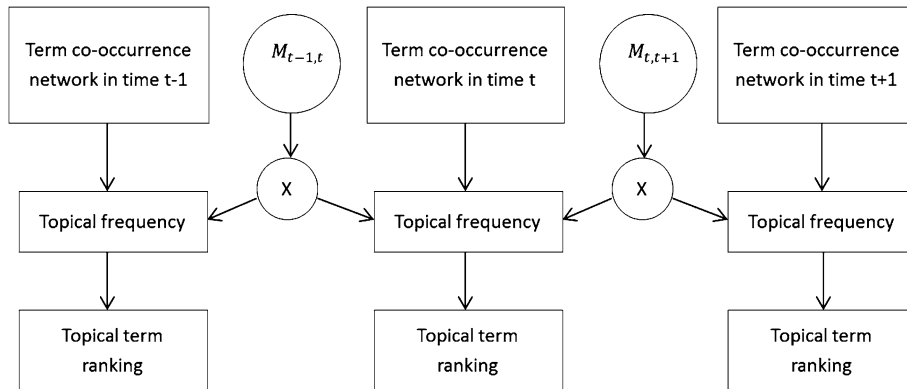 Term co-occurrence
network in time t-1
M_{t-1,t}
Term co-occurrence
network in time t
M_{t,t+1}
Term co-occurrence
network in time t+1
X
X
Topical frequency
Topical frequency
Topical frequency
Topical term
ranking
Topical term
ranking
Topical term
ranking